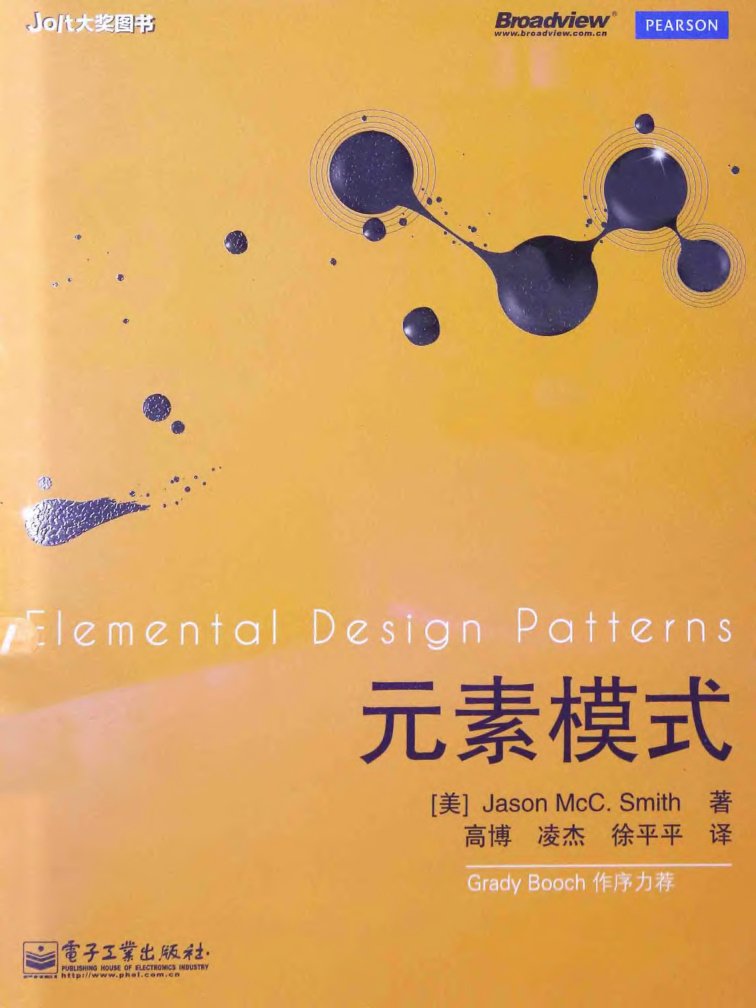 Jolt大奖图书
Broadview®
www.broadview.com.cn
PEARSON
Elemental Design Patterns
元素模式
[美] Jason McC. Smith 著
高博 凌杰 徐平平 译
Grady Booch 作序力荐
電子工業出版社·
PUBLISHING HOUSE OF ELECTRONICS INDUSTRY
http://www.phei.com.cn